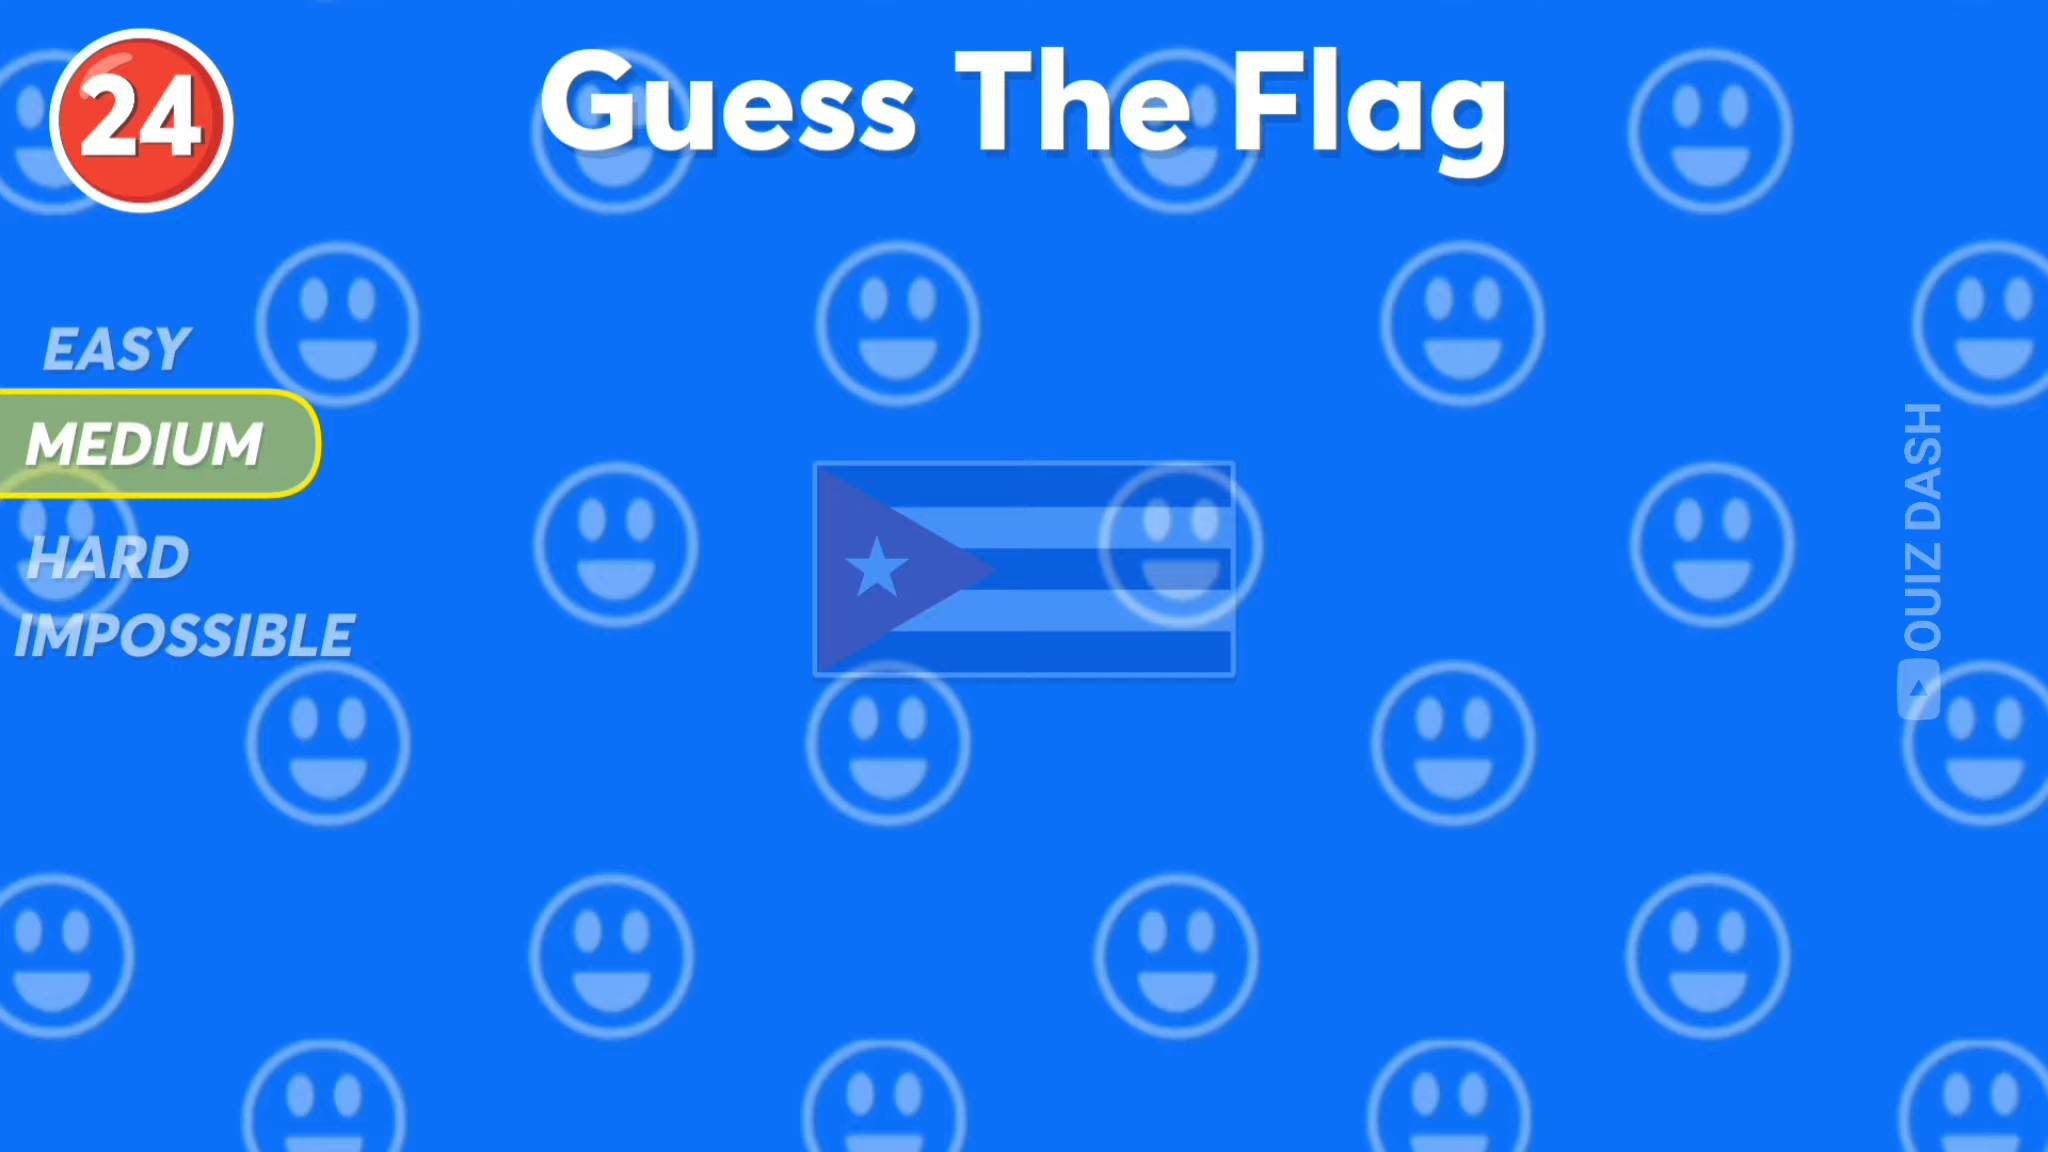 24
Guess The Flag
EASY
MEDIUM
HARD
IMPOSSIBLE
QUIZ DASH